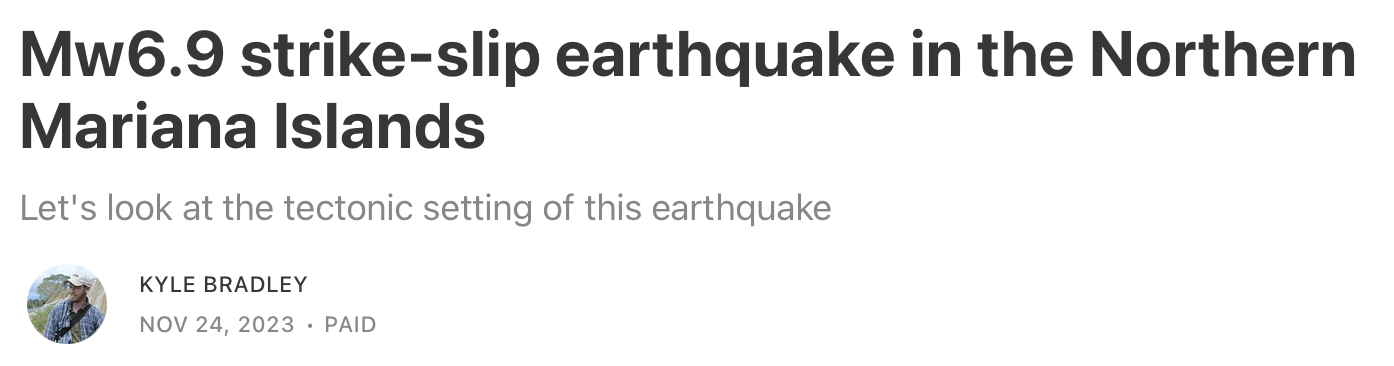 Mw6.9 strike-slip earthquake in the Northern
Mariana Islands
Let's look at the tectonic setting of this earthquake
KYLE BRADLEY
NOV 24, 2023 • PAID